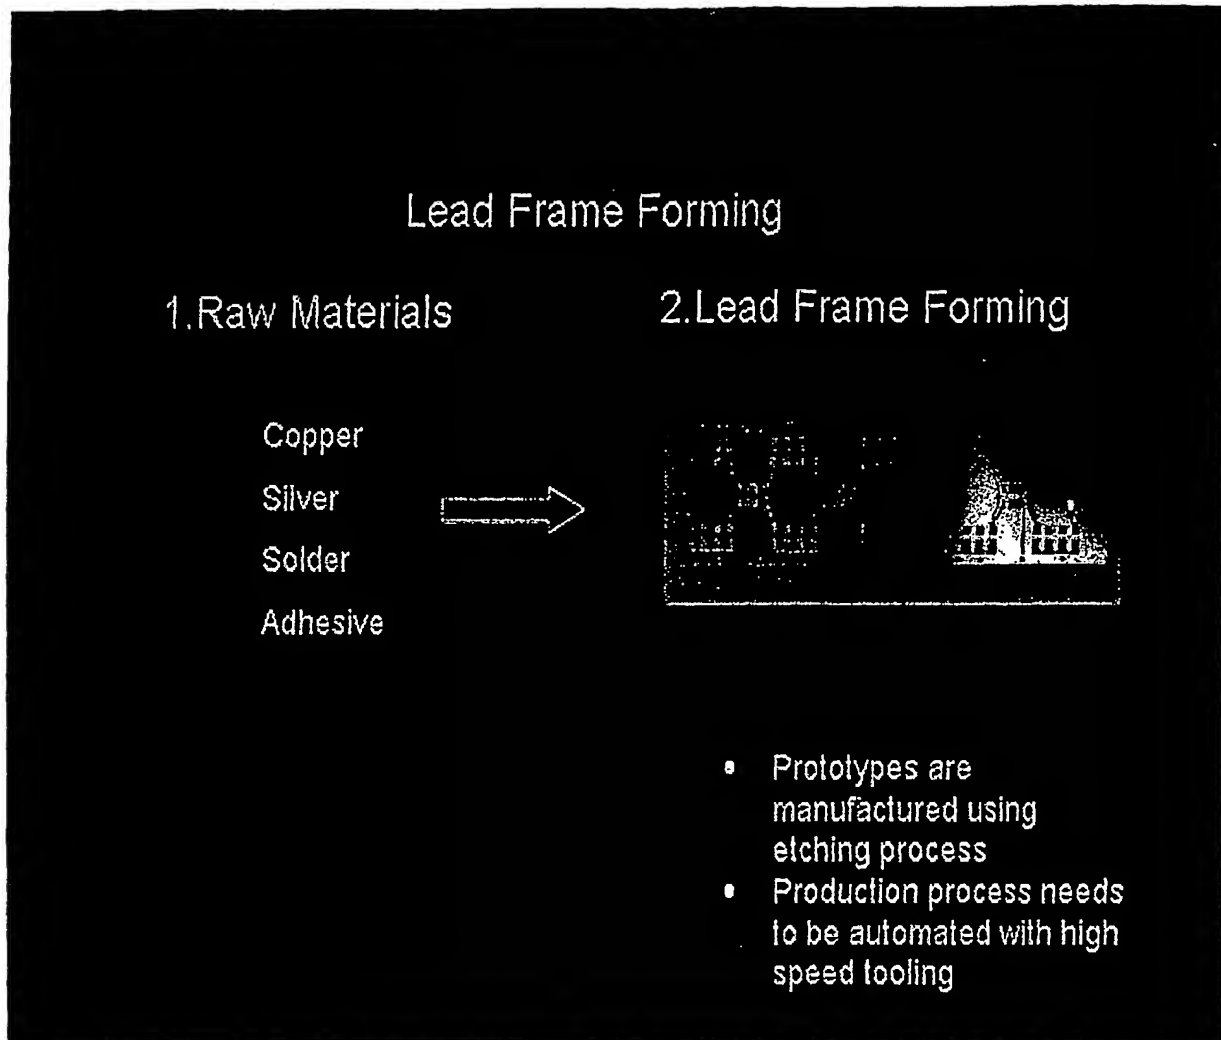 Lead Frame Forming
1.Raw Materials
2.Lead Frame Forming
Copper
Silver
Solder
Adhesive
• Prototypes are
manufactured using
etching process
• Production process needs
to be automated with high
speed tooling